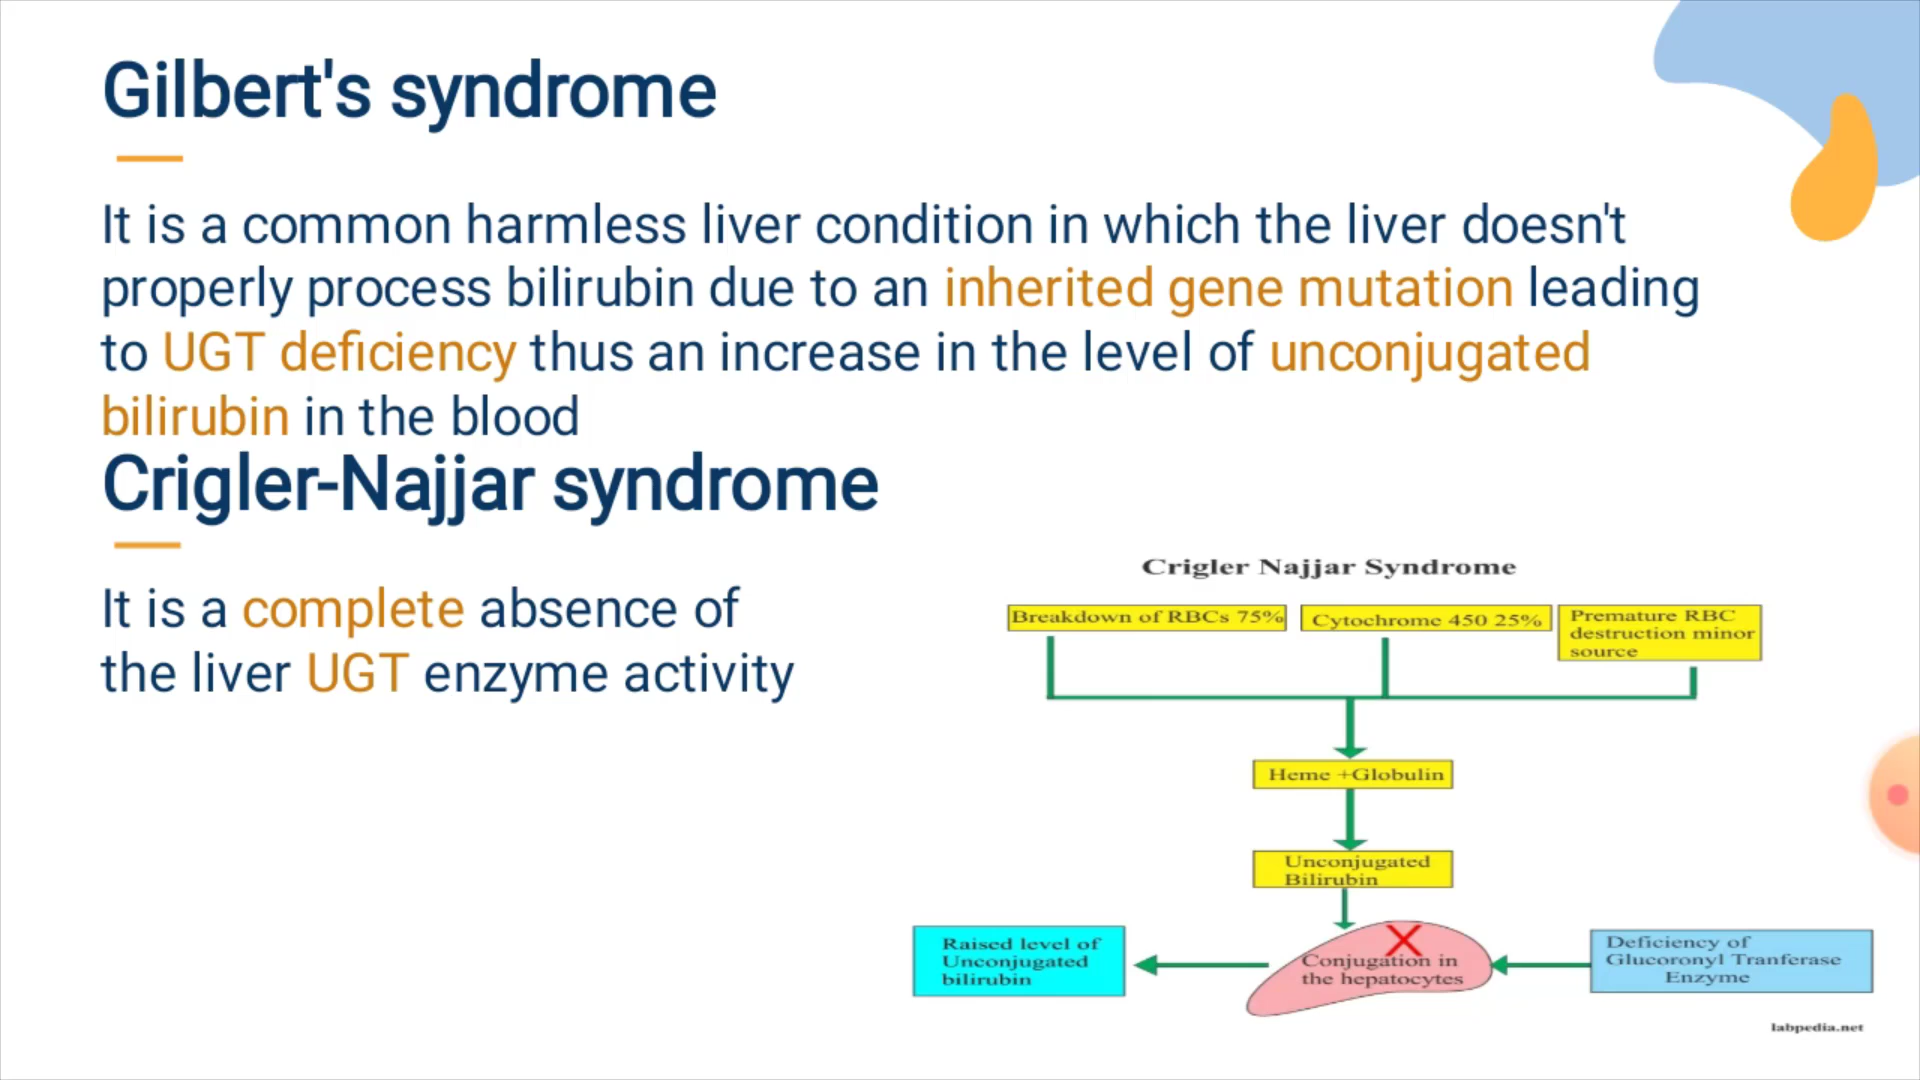 Gilbert's syndrome
It is a common harmless liver condition in which the liver doesn't
properly process bilirubin due to an inherited gene mutation leading
to UGT deficiency thus an increase in the level of unconjugated
bilirubin in the blood
Crigler-Najjar syndrome
It is a complete absence of
the liver UGT enzyme activity
Crigler Najjar Syndrome
Breakdown of RBCs 75%
Cytochrome 450 25%
Premature RBC
destruction minor
source
Heme +Globulin
Unconjugated
Bilirubin
Raised level of
Unconjugated
bilirubin
Conjugation in
the hepatocytes
Deficiency of
Glucoronyl Tranferase
Enzyme
labpedia.net